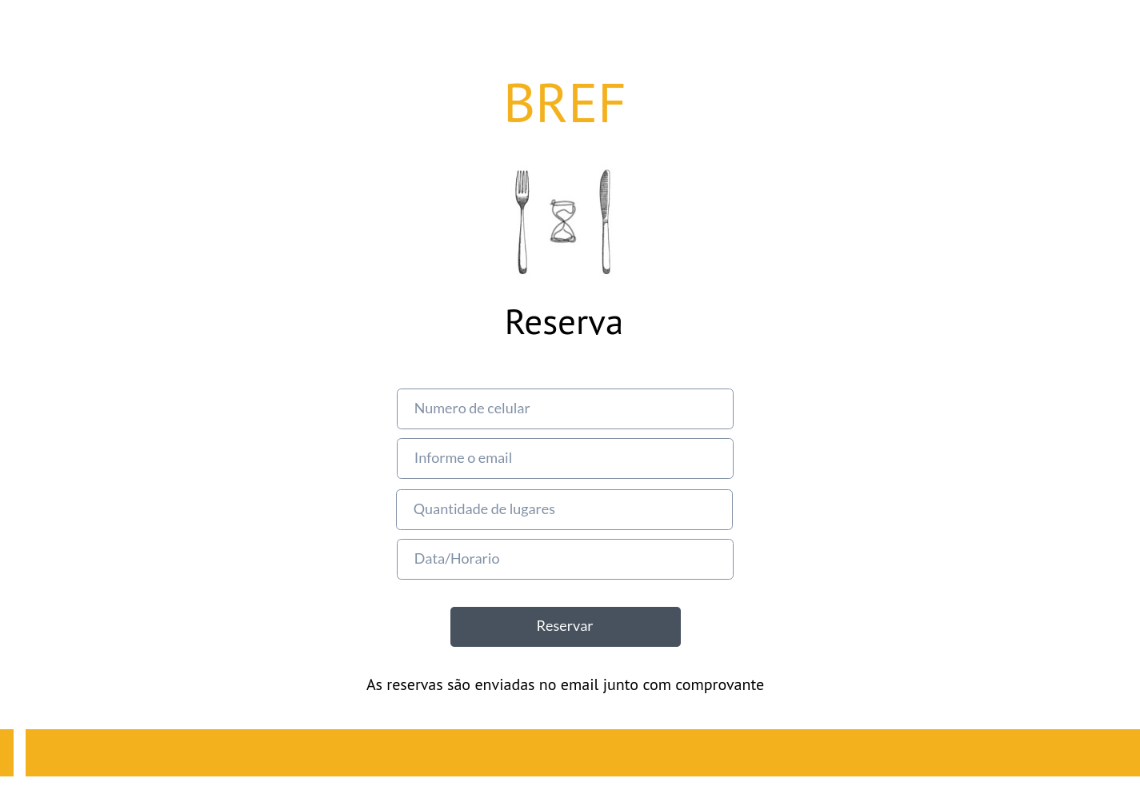 BREF
Reserva
Numero de celular
Informe o email
Quantidade de lugares
Data/Horario
Reservar
As reservas são enviadas no email junto com comprovante